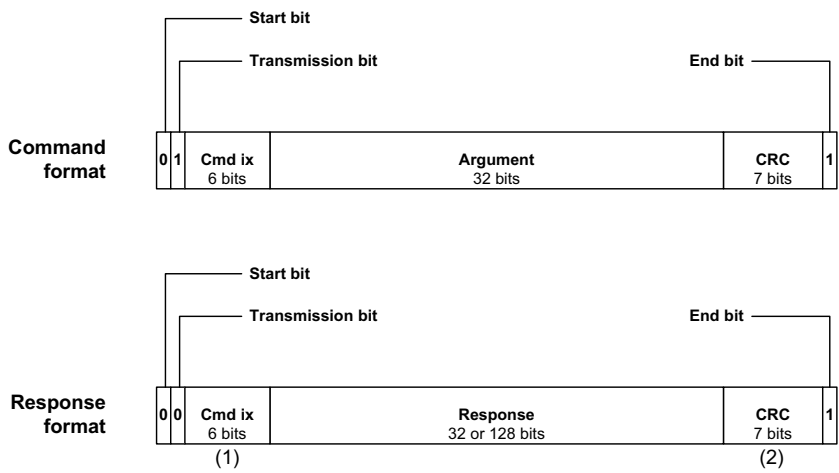 Start bit
Transmission bit
End bit
Command
format
0 1 Cmd ix Argument CRC 1
6 bits 32 bits 7 bits
Start bit
Transmission bit
End bit
Response
format
0 0 Cmd ix Response CRC 1
6 bits 32 or 128 bits 7 bits
(1) (2)